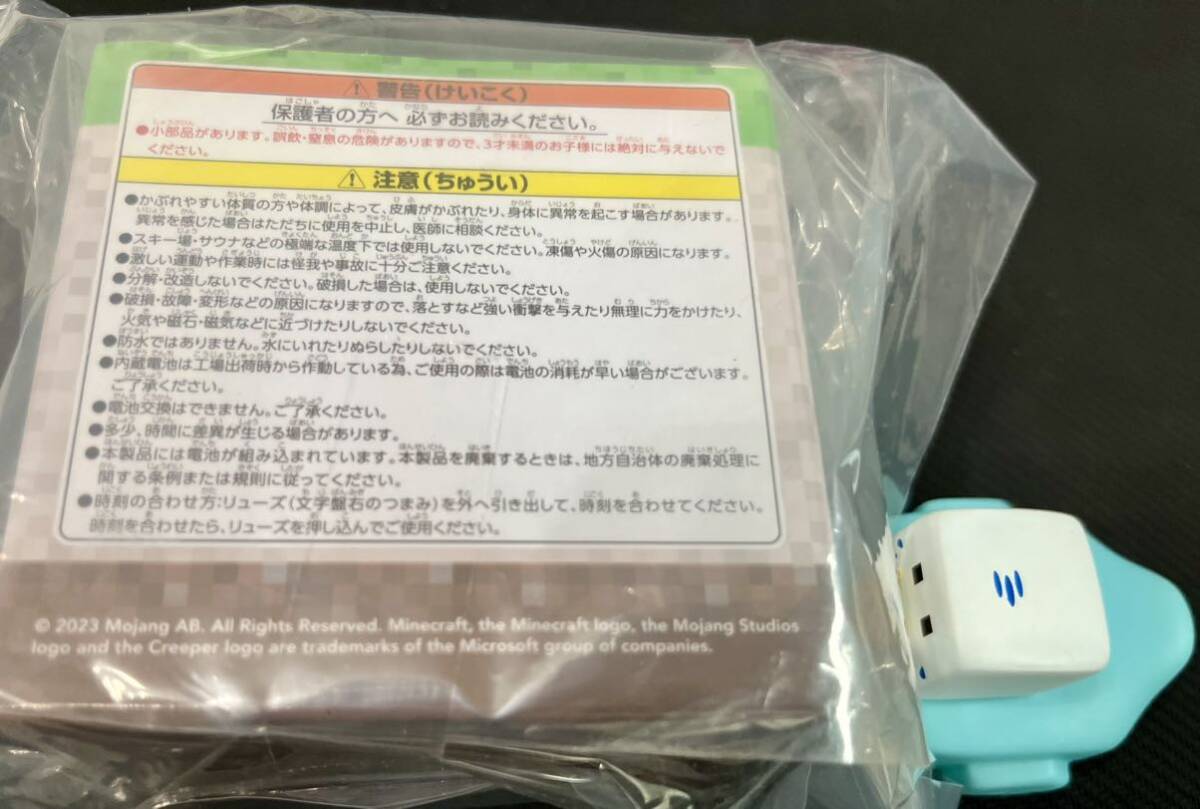 ⚠ 警告(けいこく)
保護者の方へ 必ずお読みください。
●小部品があります。誤飲・窒息の危険がありますので、3才未満のお子様には絶対に与えないで
ください。
⚠ 注意(ちゅうい)
●かぶれやすい体質の方や体調によって、皮膚がかぶれたり、身体に異常を起こす場合があります。
異常を感じた場合はただちに使用を中止し、医師に相談ください。
●スキー場・サウナなどの極端な温度下では使用しないでください。凍傷や火傷の原因になります。
●激しい運動や作業時には怪我や事故に十分ご注意ください。
●分解・改造しないでください。破損した場合は、使用しないでください。
●破損・故障・変形などの原因になりますので、落とすなど強い衝撃を与えたり無理に力をかけたり、
火気や磁石・磁気などに近づけたりしないでください。
●防水ではありません。水にいれたりぬらしたりしないでください。
●内蔵電池は工場出荷時から作動している為、ご使用の際は電池の消耗が早い場合がございます。
ご了承ください。
●電池交換はできません。ご了承ください。
●多少、時間に差異が生じる場合があります。
●本製品には電池が組み込まれています。本製品を廃棄するときは、地方自治体の廃棄処理に
関する条例または規則に従ってください。
●時刻の合わせ方:リューズ(文字盤右のつまみ)を外へ引き出して、時刻を合わせてください。
時刻を合わせたら、リューズを押し込んでご使用ください。
© 2023 Mojang AB. All Rights Reserved. Minecraft, the Minecraft logo, the Mojang Studios
logo and the Creeper logo are trademarks of the Microsoft group of companies.